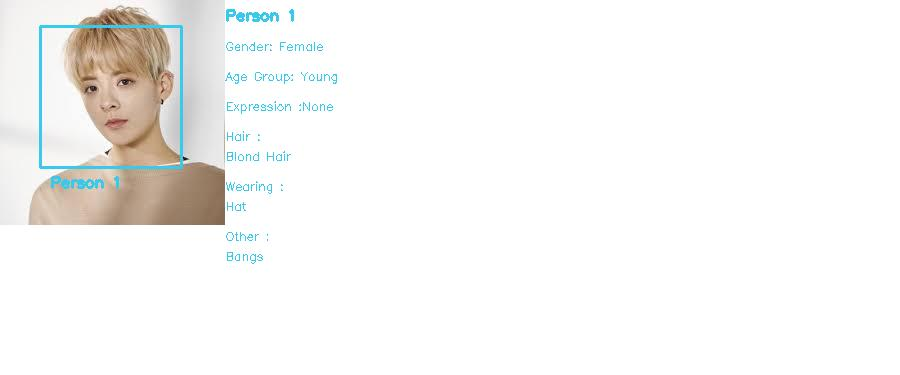 Person 1
Gender: Female
Age Group: Young
Expression :None
Hair :
Blond Hair
Wearing :
Hat
Other :
Bangs
Person 1